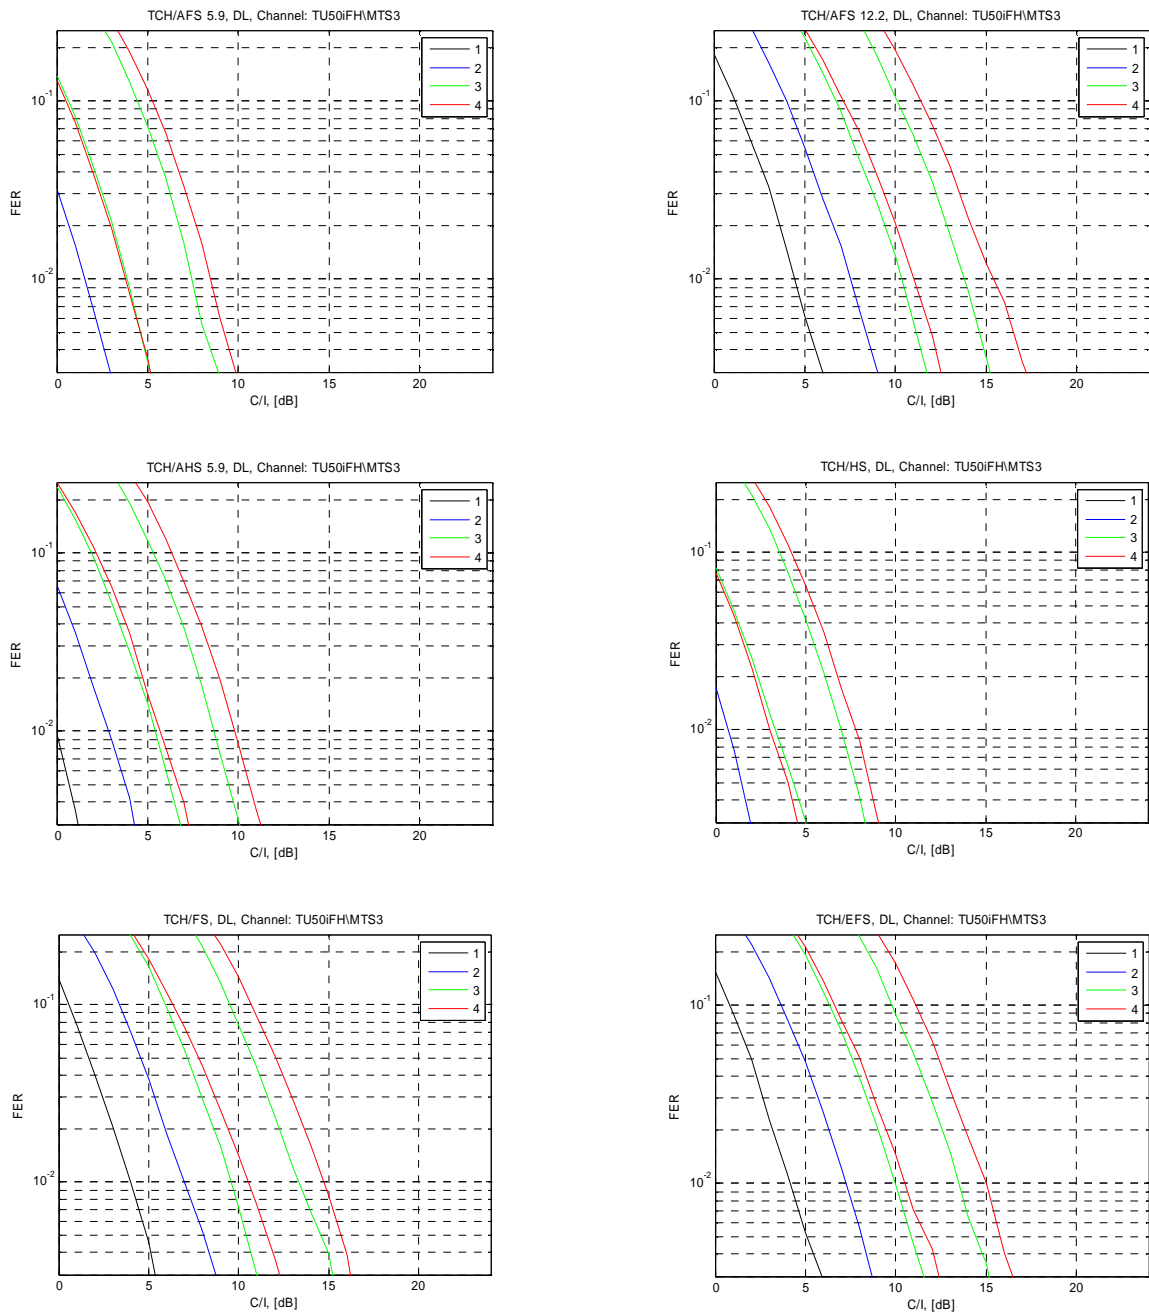 TCH/AFS 5.9, DL, Channel: TU50iFH\MTS3
1
2
3
4
10^-1
10^-2
FER
0 5 10 15 20
C/I, [dB]
TCH/AFS 12.2, DL, Channel: TU50iFH\MTS3
1
2
3
4
10^-1
10^-2
FER
0 5 10 15 20
C/I, [dB]
TCH/AHS 5.9, DL, Channel: TU50iFH\MTS3
1
2
3
4
10^-1
10^-2
FER
0 5 10 15 20
C/I, [dB]
TCH/HS, DL, Channel: TU50iFH\MTS3
1
2
3
4
10^-1
10^-2
FER
0 5 10 15 20
C/I, [dB]
TCH/FS, DL, Channel: TU50iFH\MTS3
1
2
3
4
10^-1
10^-2
FER
0 5 10 15 20
C/I, [dB]
TCH/EFS, DL, Channel: TU50iFH\MTS3
1
2
3
4
10^-1
10^-2
FER
0 5 10 15 20
C/I, [dB]